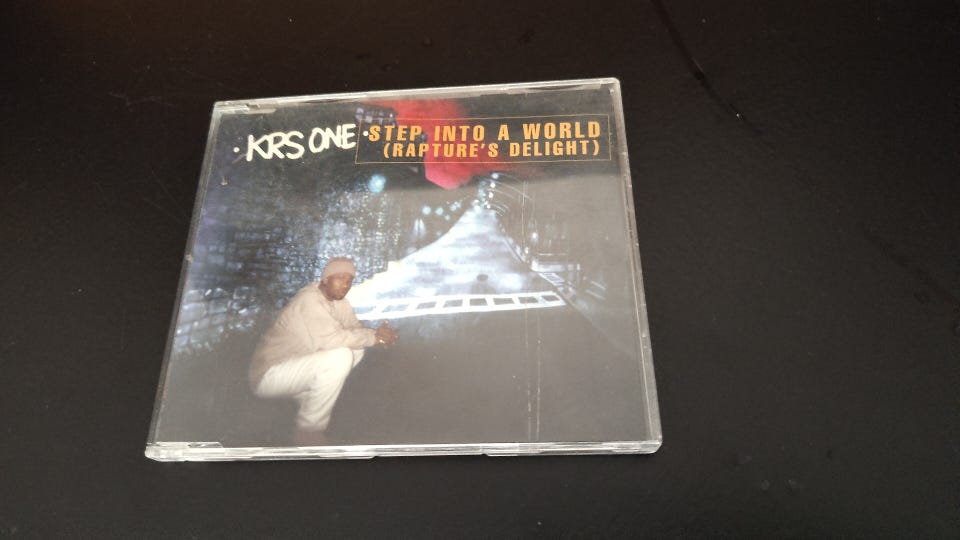 KRS ONE
STEP INTO A WORLD
(RAPTURE'S DELIGHT)